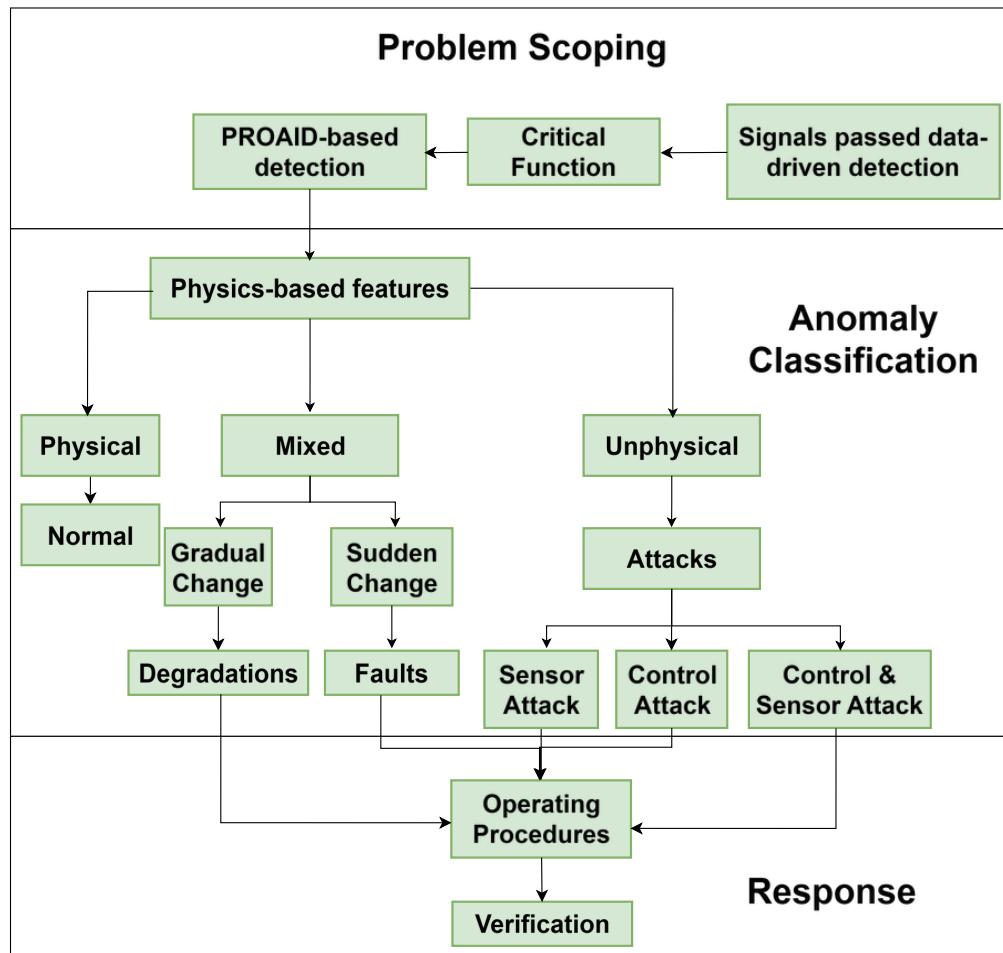 Problem Scoping
PROAID-based
detection
Critical
Function
Signals passed data-
driven detection
Physics-based features
Anomaly
Classification
Physical
Mixed
Unphysical
Normal
Gradual
Change
Sudden
Change
Attacks
Degradations
Faults
Sensor
Attack
Control
Attack
Control &
Sensor Attack
Operating
Procedures
Response
Verification